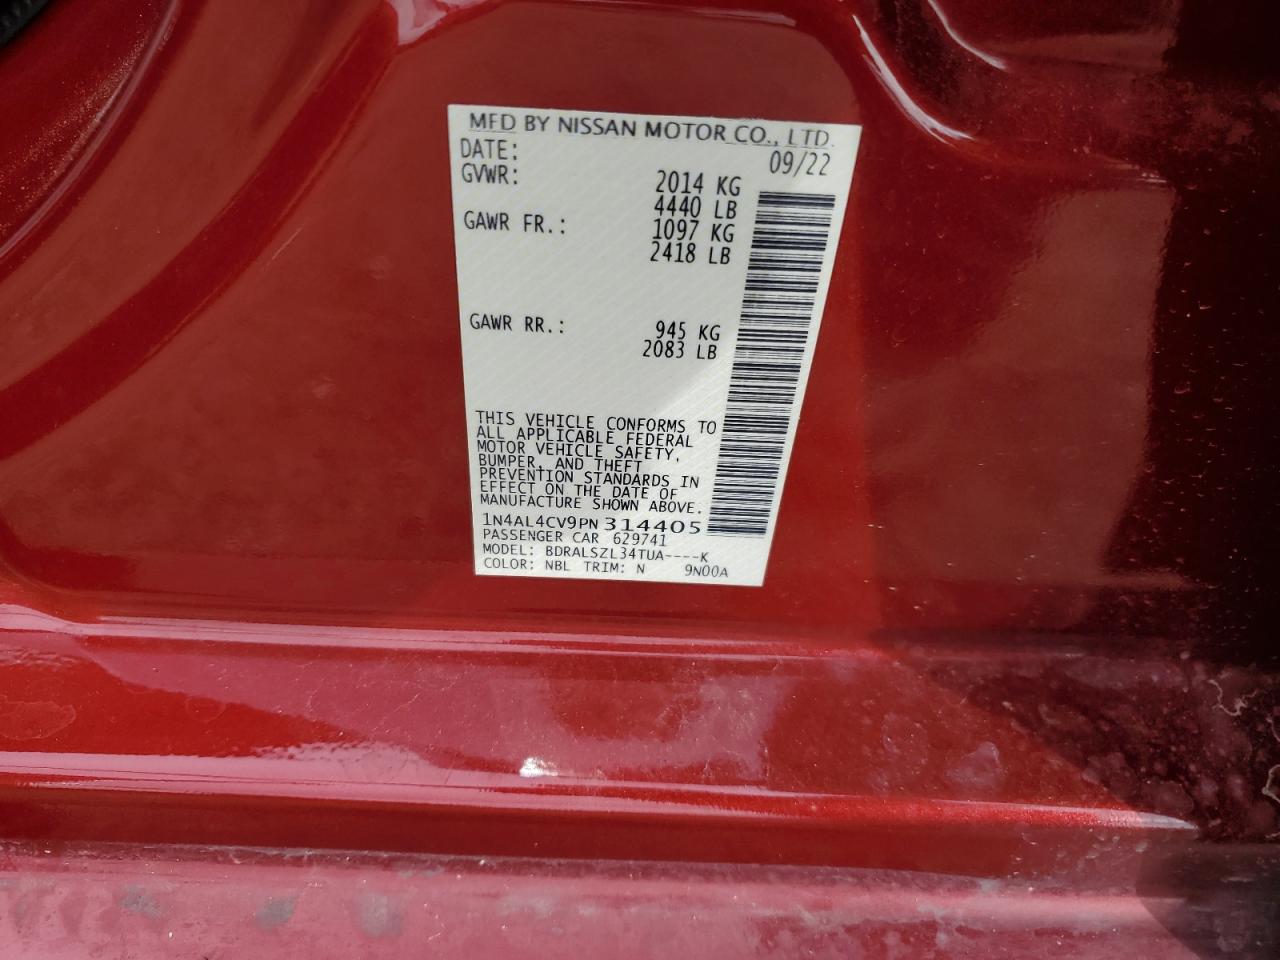 MFD BY NISSAN MOTOR CO., LTD.
DATE: 09/22
GVWR: 2014 KG
4440 LB
GAWR FR.: 1097 KG
2418 LB
GAWR RR.: 945 KG
2083 LB
THIS VEHICLE CONFORMS TO
ALL APPLICABLE FEDERAL
MOTOR VEHICLE SAFETY,
BUMPER, AND THEFT
PREVENTION STANDARDS IN
EFFECT ON THE DATE OF
MANUFACTURE SHOWN ABOVE.
1N4AL4CV9PN314405
PASSENGER CAR 629741
MODEL: BDRALSZL34TUA----K
COLOR: NBL TRIM: N 9N00A